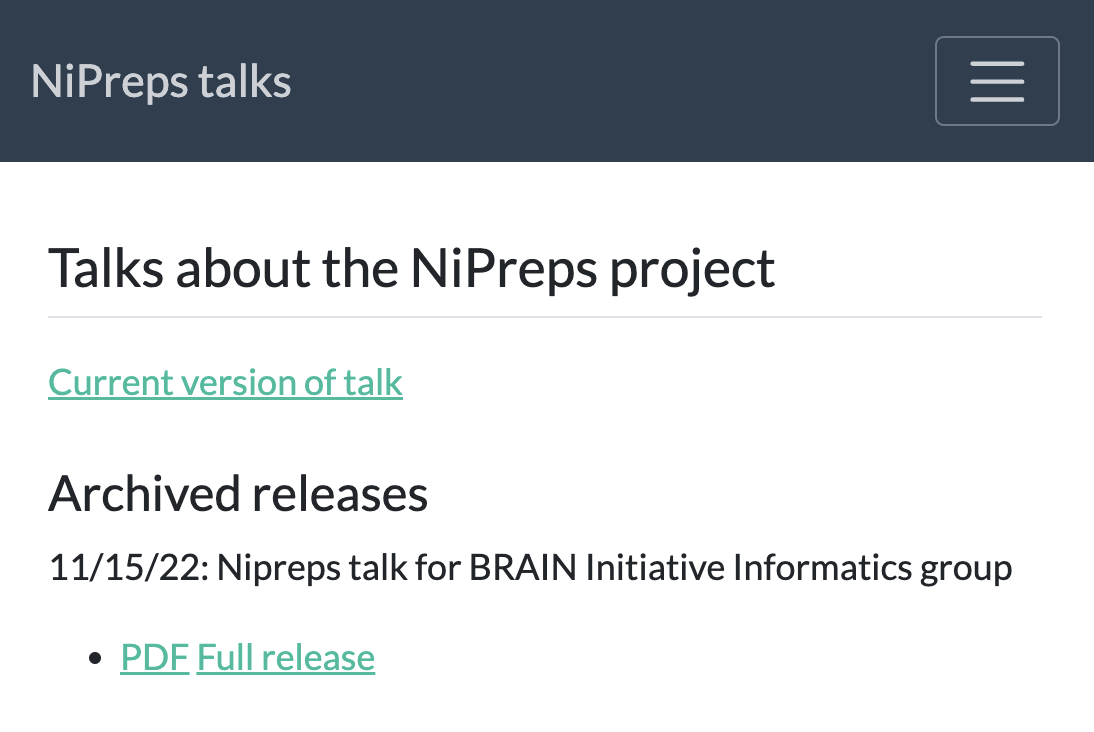 NiPreps talks
Talks about the NiPreps project
Current version of talk
Archived releases
11/15/22: Nipreps talk for BRAIN Initiative Informatics group
• PDF Full release